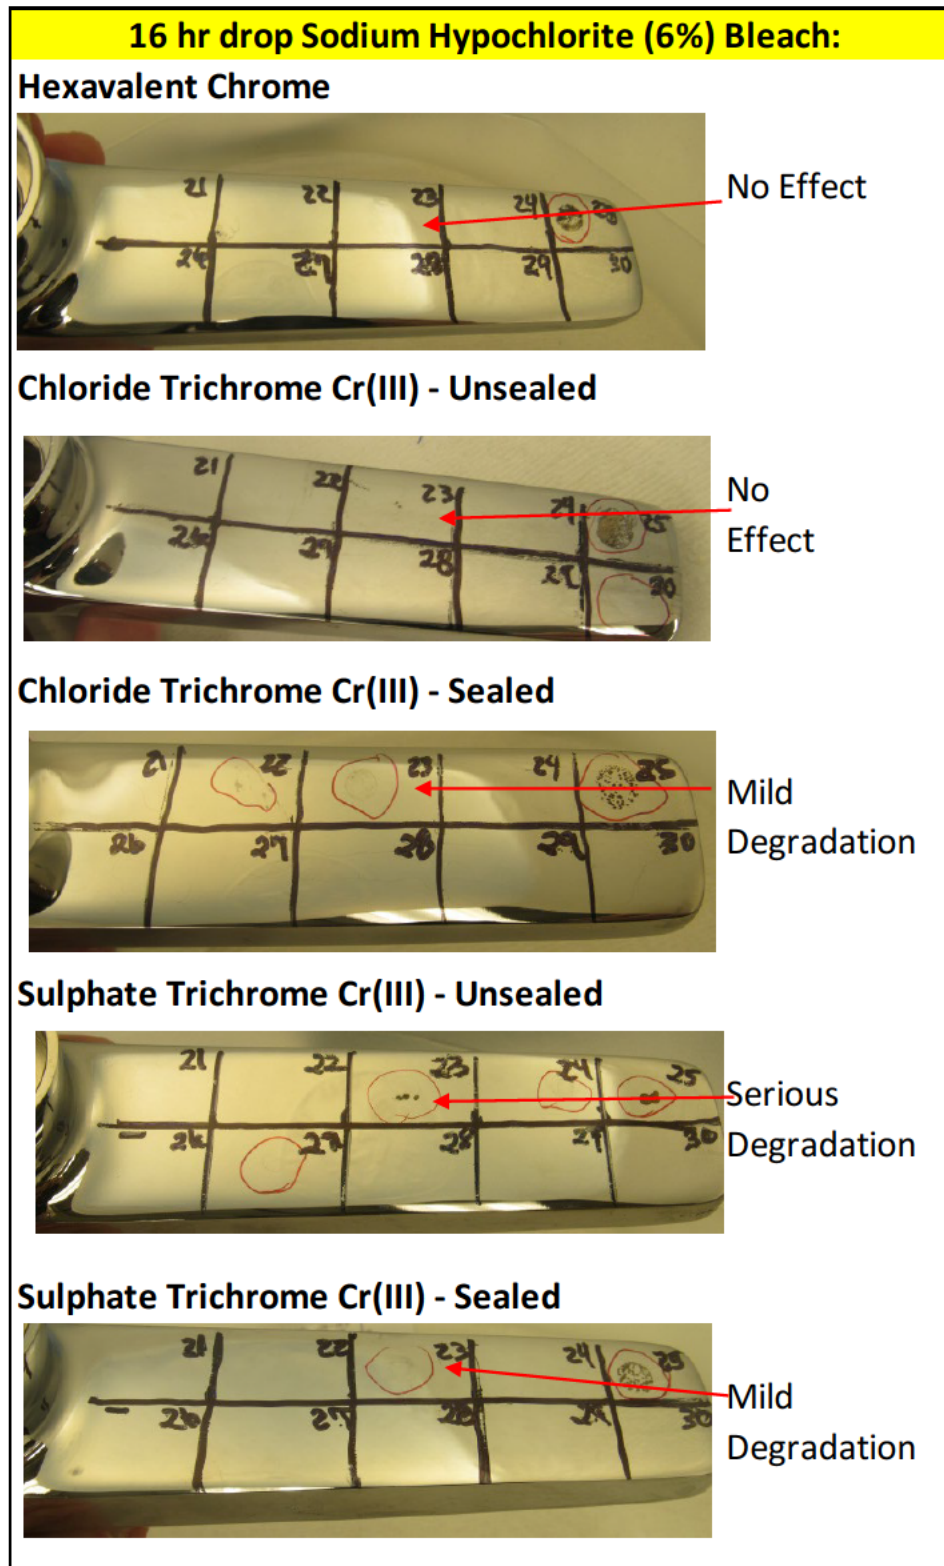 16 hr drop Sodium Hypochlorite (6%) Bleach:
Hexavalent Chrome
21 22 23 24 25
No Effect
26 27 28 29 30
Chloride Trichrome Cr(III) - Unsealed
21 22 23 24 25
No
Effect
26 27 28 29 30
Chloride Trichrome Cr(III) - Sealed
21 22 23 24 25
Mild
Degradation
26 27 28 29 30
Sulphate Trichrome Cr(III) - Unsealed
21 22 23 24 25
Serious
Degradation
26 27 28 29 30
Sulphate Trichrome Cr(III) - Sealed
21 22 23 24 25
Mild
Degradation
26 27 28 29 30